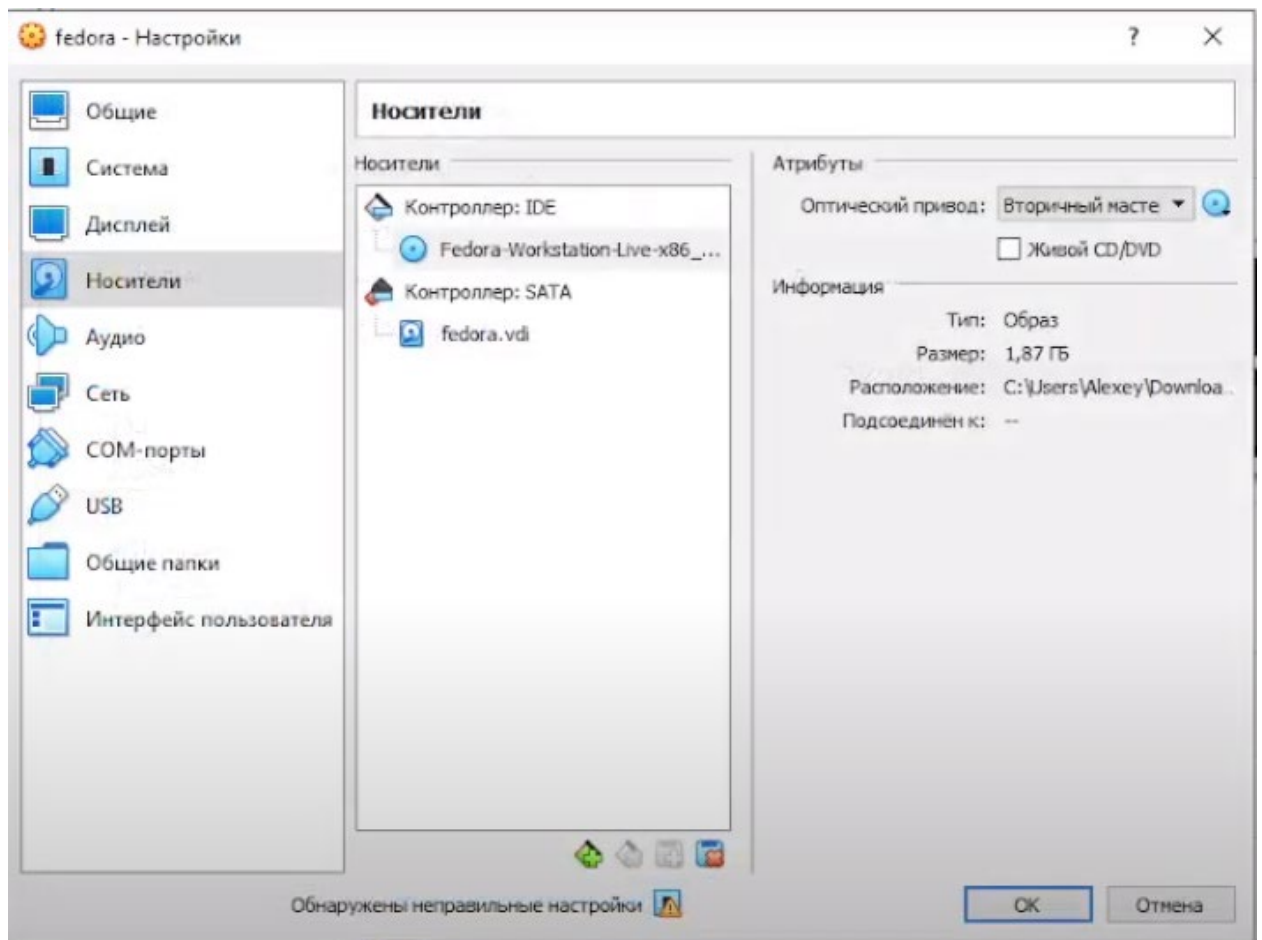 fedora - Настройки
? ×
Общие
Система
Дисплей
Носители
Аудио
Сеть
COM-порты
USB
Общие папки
Интерфейс пользователя
Носители
Носители
Контроллер: IDE
Fedora-Workstation-Live-x86_...
Контроллер: SATA
fedora.vdi
Атрибуты
Оптический привод: Вторичный масте
Живой CD/DVD
Информация
Тип: Образ
Размер: 1,87 ГБ
Расположение: C:\Users\Alexey\Downloa...
Подсоединён к: --
Обнаружены неправильные настройки
OK
Отмена